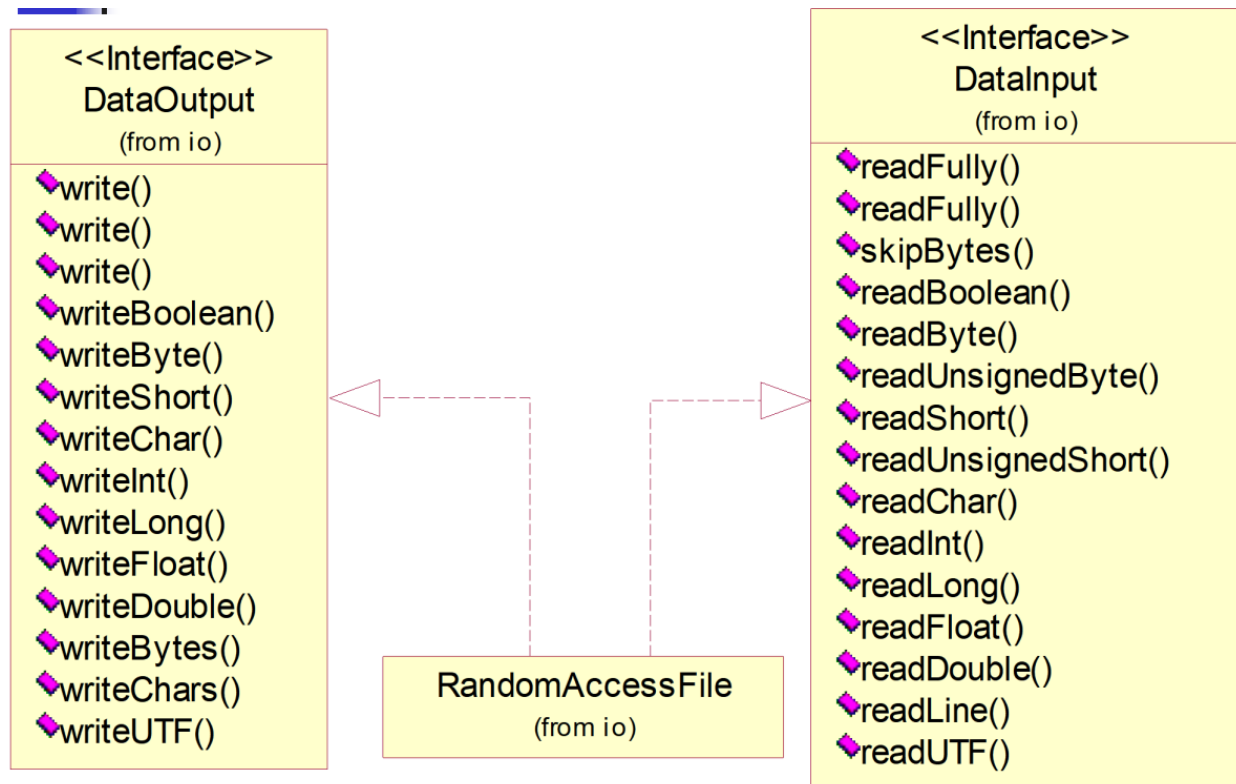 <<Interface>>
DataOutput
(from io)
write()
write()
write()
writeBoolean()
writeByte()
writeShort()
writeChar()
writeInt()
writeLong()
writeFloat()
writeDouble()
writeBytes()
writeChars()
writeUTF()
<<Interface>>
DataInput
(from io)
readFully()
readFully()
skipBytes()
readBoolean()
readByte()
readUnsignedByte()
readShort()
readUnsignedShort()
readChar()
readInt()
readLong()
readFloat()
readDouble()
readLine()
readUTF()
RandomAccessFile
(from io)